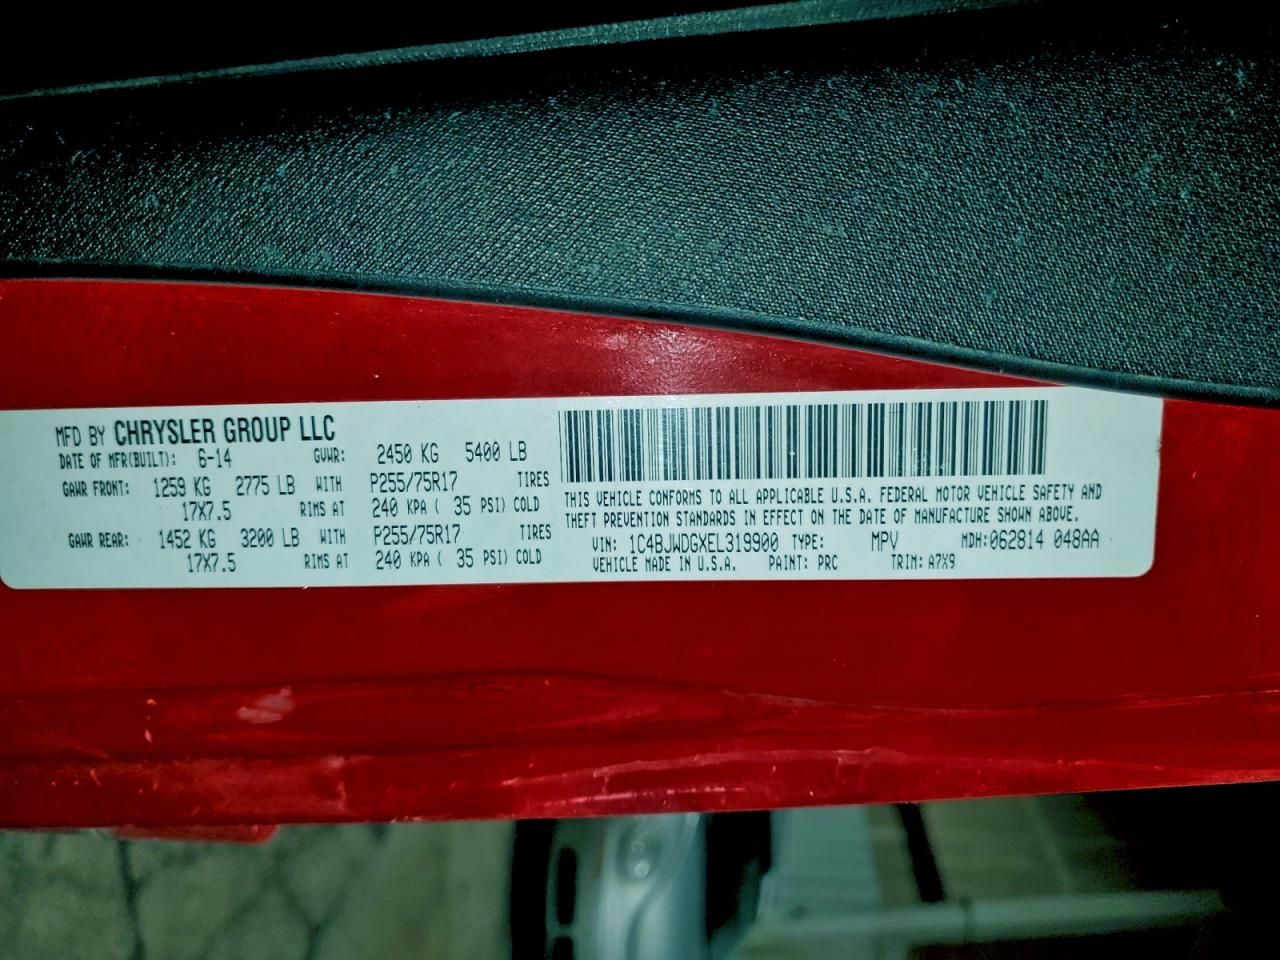 MFD BY CHRYSLER GROUP LLC
DATE OF MFR(BUILT): 6-14 GVWR: 2450 KG 5400 LB
GAWR FRONT: 1259 KG 2775 LB WITH P255/75R17 TIRES
17X7.5 RIMS AT 240 KPA ( 35 PSI) COLD
GAWR REAR: 1452 KG 3200 LB WITH P255/75R17 TIRES
17X7.5 RIMS AT 240 KPA ( 35 PSI) COLD
THIS VEHICLE CONFORMS TO ALL APPLICABLE U.S.A. FEDERAL MOTOR VEHICLE SAFETY AND
THEFT PREVENTION STANDARDS IN EFFECT ON THE DATE OF MANUFACTURE SHOWN ABOVE.
VIN: 1C4BJWDGXEL319900 TYPE: MPV MDH:062814 048AA
VEHICLE MADE IN U.S.A. PAINT: PRC TRIM: A7X9